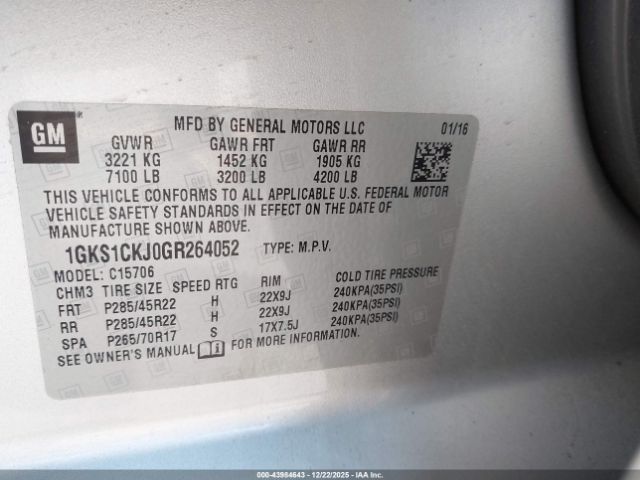 GM
MFD BY GENERAL MOTORS LLC 01/16
GVWR GAWR FRT GAWR RR
3221 KG 1452 KG 1905 KG
7100 LB 3200 LB 4200 LB
THIS VEHICLE CONFORMS TO ALL APPLICABLE U.S. FEDERAL MOTOR
VEHICLE SAFETY STANDARDS IN EFFECT ON THE DATE OF
MANUFACTURE SHOWN ABOVE.
1GKS1CKJ0GR264052 TYPE: M.P.V.
MODEL: C15706
CHM3 TIRE SIZE SPEED RTG RIM COLD TIRE PRESSURE
FRT P285/45R22 H 22X9J 240KPA(35PSI)
RR P285/45R22 H 22X9J 240KPA(35PSI)
SPA P265/70R17 S 17X7.5J 240KPA(35PSI)
SEE OWNER'S MANUAL FOR MORE INFORMATION.
000-43984643 - 12/22/2025 - COPYRIGHT IAA, LLC.